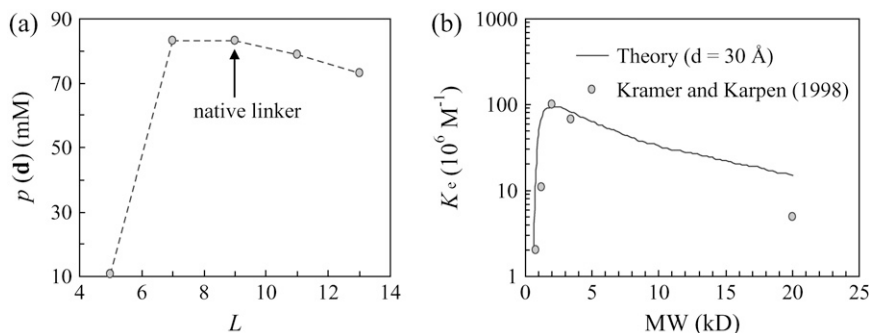 (a)
90
70
50
30
10
p (d) (mM)
native linker
4 6 8 10 12 14
L
(b)
1000
100
10
1
K e (10⁶ M⁻¹)
Theory (d = 30 Å)
Kramer and Karpen (1998)
0 5 10 15 20 25
MW (kD)